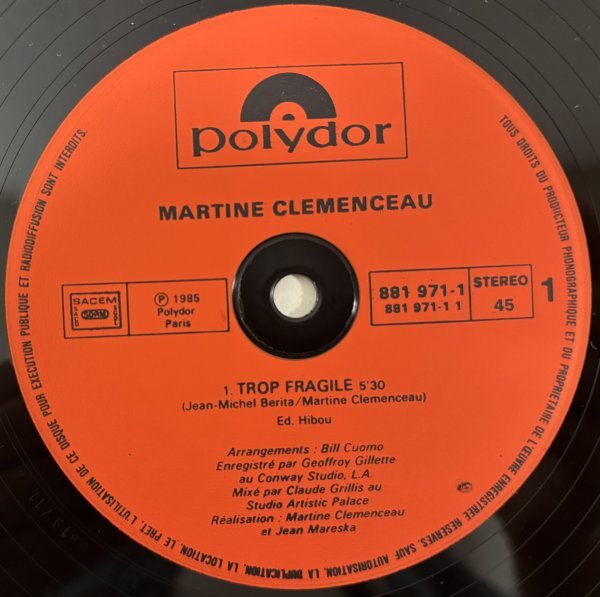 polydor
MARTINE CLEMENCEAU
SACEM
SDRM
℗ 1985
Polydor
Paris
881 971-1
881 971-1 1
STEREO
45
1
1. TROP FRAGILE 5'30
(Jean-Michel Berita/Martine Clemenceau)
Ed. Hibou
Arrangements : Bill Cuomo
Enregistré par Geoffroy Gillette
au Conway Studio, L.A.
Mixé par Claude Grillis au
Studio Artistic Palace
Réalisation : Martine Clemenceau
et Jean Mareska
TOUS DROITS DU PRODUCTEUR PHONOGRAPHIQUE ET DU PROPRIETAIRE DE L'ŒUVRE ENREGISTREE RESERVES. SAUF AUTORISATION, LA DUPLICATION, LA LOCATION, LE PRET, L'UTILISATION DE CE DISQUE POUR EXECUTION PUBLIQUE ET RADIODIFFUSION SONT INTERDITS.